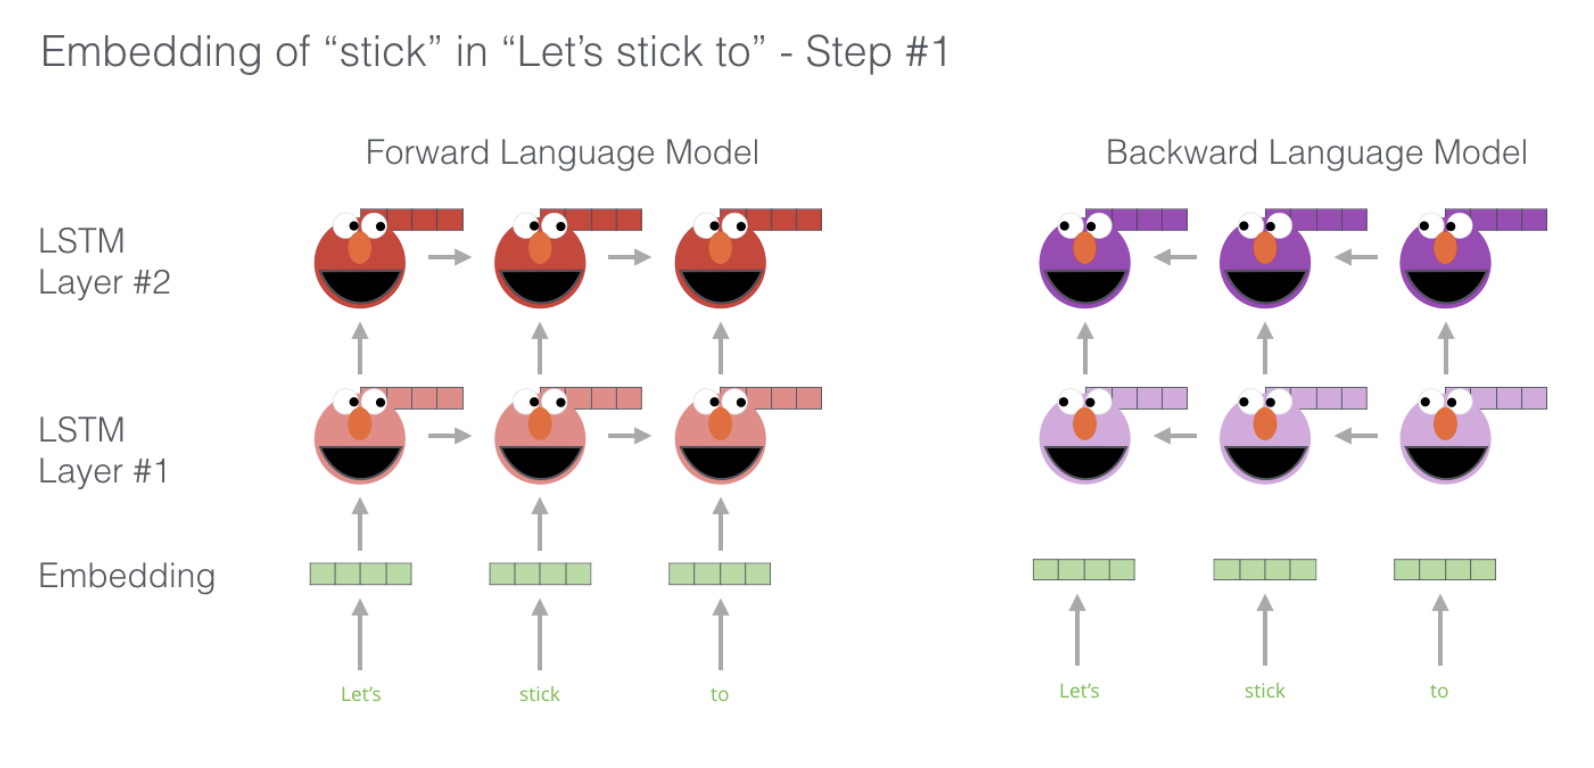 Embedding of “stick” in “Let’s stick to” - Step #1
Forward Language Model
Backward Language Model
LSTM
Layer #2
LSTM
Layer #1
Embedding
Let’s
stick
to
Let’s
stick
to